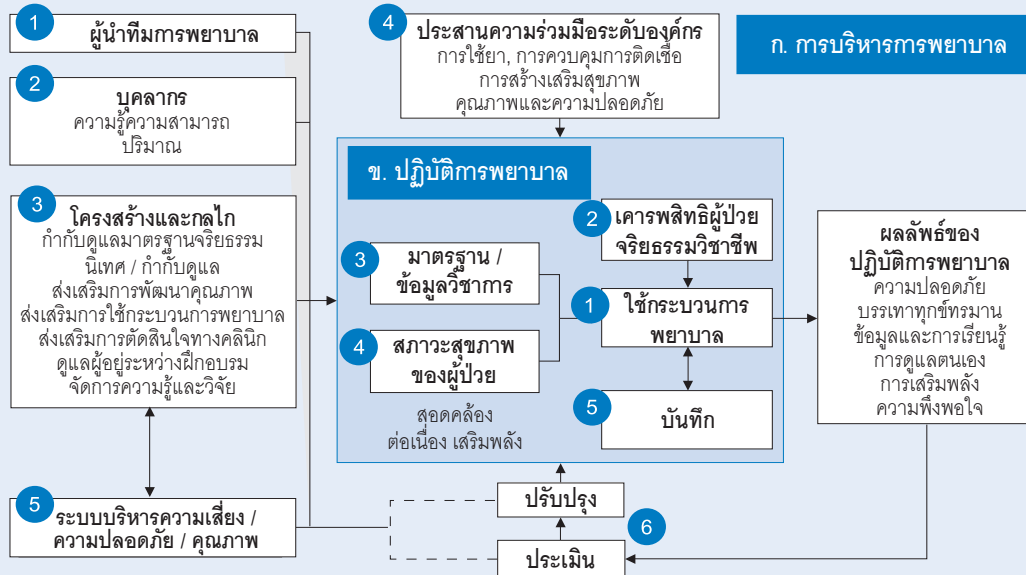 1
ผู้นำทีมการพยาบาล
2
บุคลากร
ความรู้ความสามารถ
ปริมาณ
3
โครงสร้างและกลไก
กำกับดูแลมาตรฐานจริยธรรม
นิเทศ / กำกับดูแล
ส่งเสริมการพัฒนาคุณภาพ
ส่งเสริมการใช้กระบวนการพยาบาล
ส่งเสริมการตัดสินใจทางคลินิก
ดูแลผู้อยู่ระหว่างฝึกอบรม
จัดการความรู้และวิจัย
5
ระบบบริหารความเสี่ยง /
ความปลอดภัย / คุณภาพ
4
ประสานความร่วมมือระดับองค์กร
การใช้ยา, การควบคุมการติดเชื้อ
การสร้างเสริมสุขภาพ
คุณภาพและความปลอดภัย
ก. การบริหารการพยาบาล
ข. ปฏิบัติการพยาบาล
2
เคารพสิทธิผู้ป่วย
จริยธรรมวิชาชีพ
3
มาตรฐาน /
ข้อมูลวิชาการ
1
ใช้กระบวนการ
พยาบาล
4
สภาวะสุขภาพ
ของผู้ป่วย
5
บันทึก
สอดคล้อง
ต่อเนื่อง เสริมพลัง
ผลลัพธ์ของ
ปฏิบัติการพยาบาล
ความปลอดภัย
บรรเทาทุกข์ทรมาน
ข้อมูลและการเรียนรู้
การดูแลตนเอง
การเสริมพลัง
ความพึงพอใจ
ปรับปรุง
6
ประเมิน